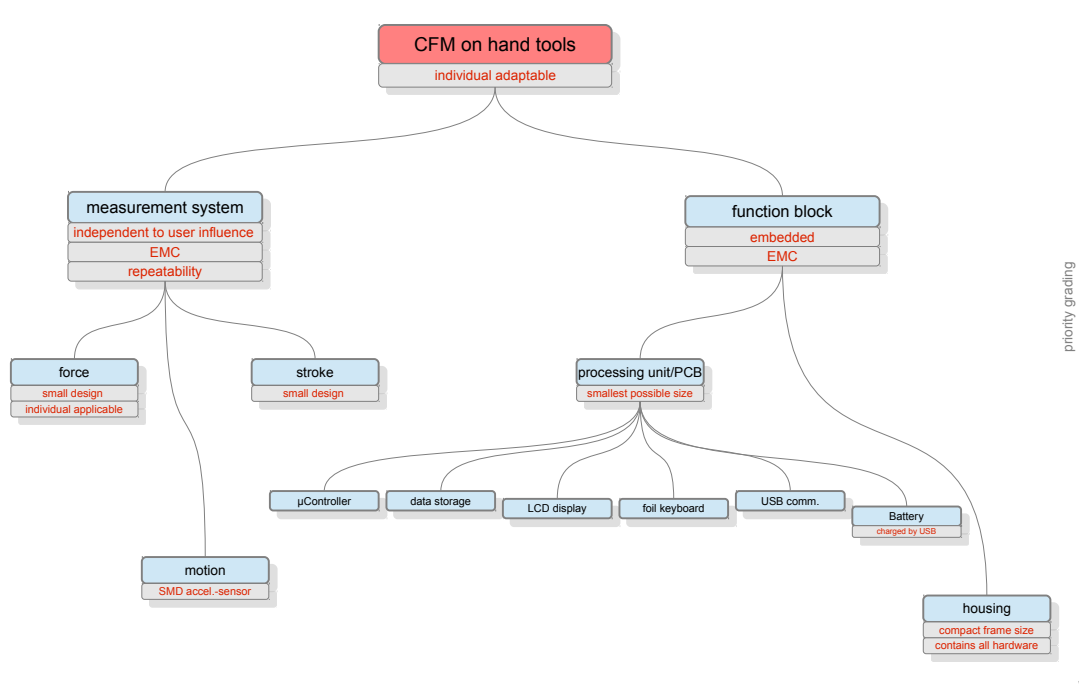 CFM on hand tools
individual adaptable
measurement system
independent to user influence
EMC
repeatability
function block
embedded
EMC
priority grading
force
small design
individual applicable
stroke
small design
processing unit/PCB
smallest possible size
µController
data storage
LCD display
foil keyboard
USB comm.
Battery
charged by USB
motion
SMD accel.-sensor
housing
compact frame size
contains all hardware